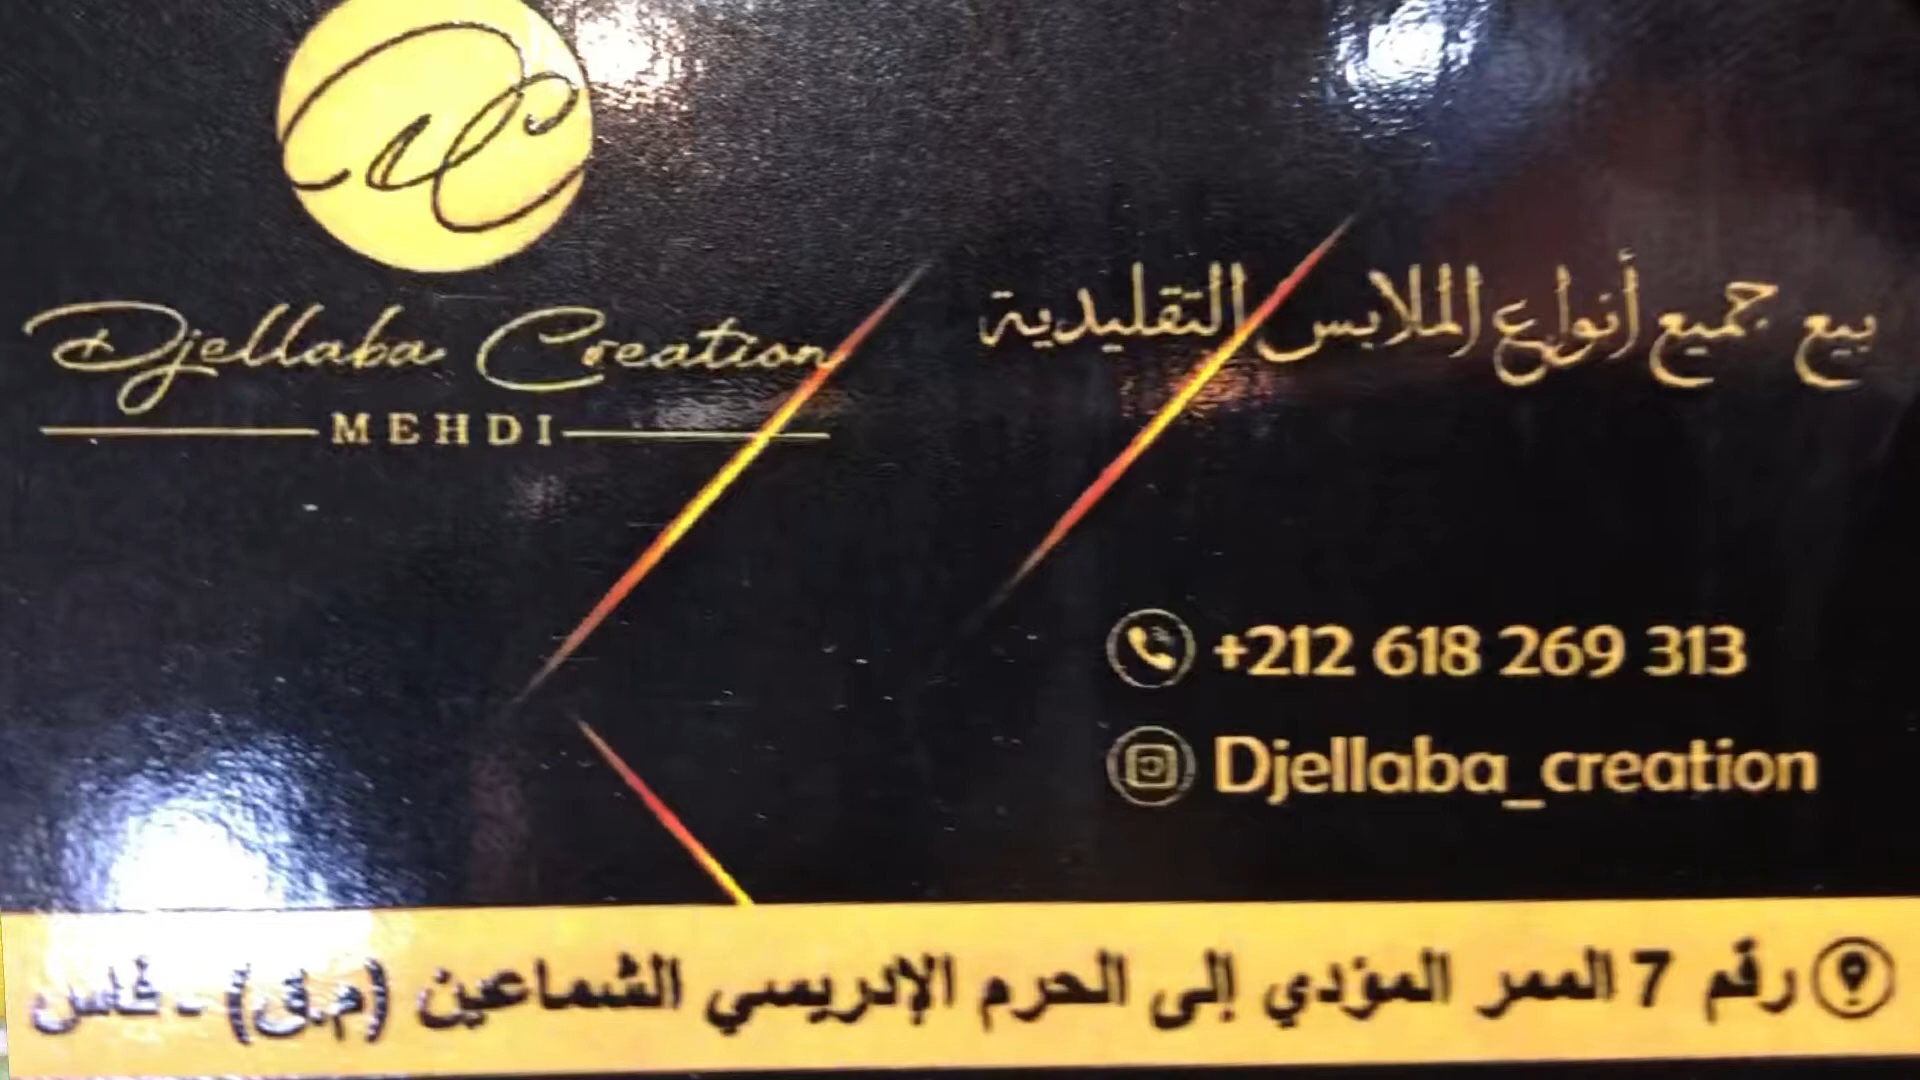 Djellaba Creation
MEHDI
بيع جميع أنواع الملابس التقليدية
+212 618 269 313
Djellaba_creation
رقم 7 الممر المؤدي إلى الحرم الإدريسي الشماعين (م.ق) - فاس